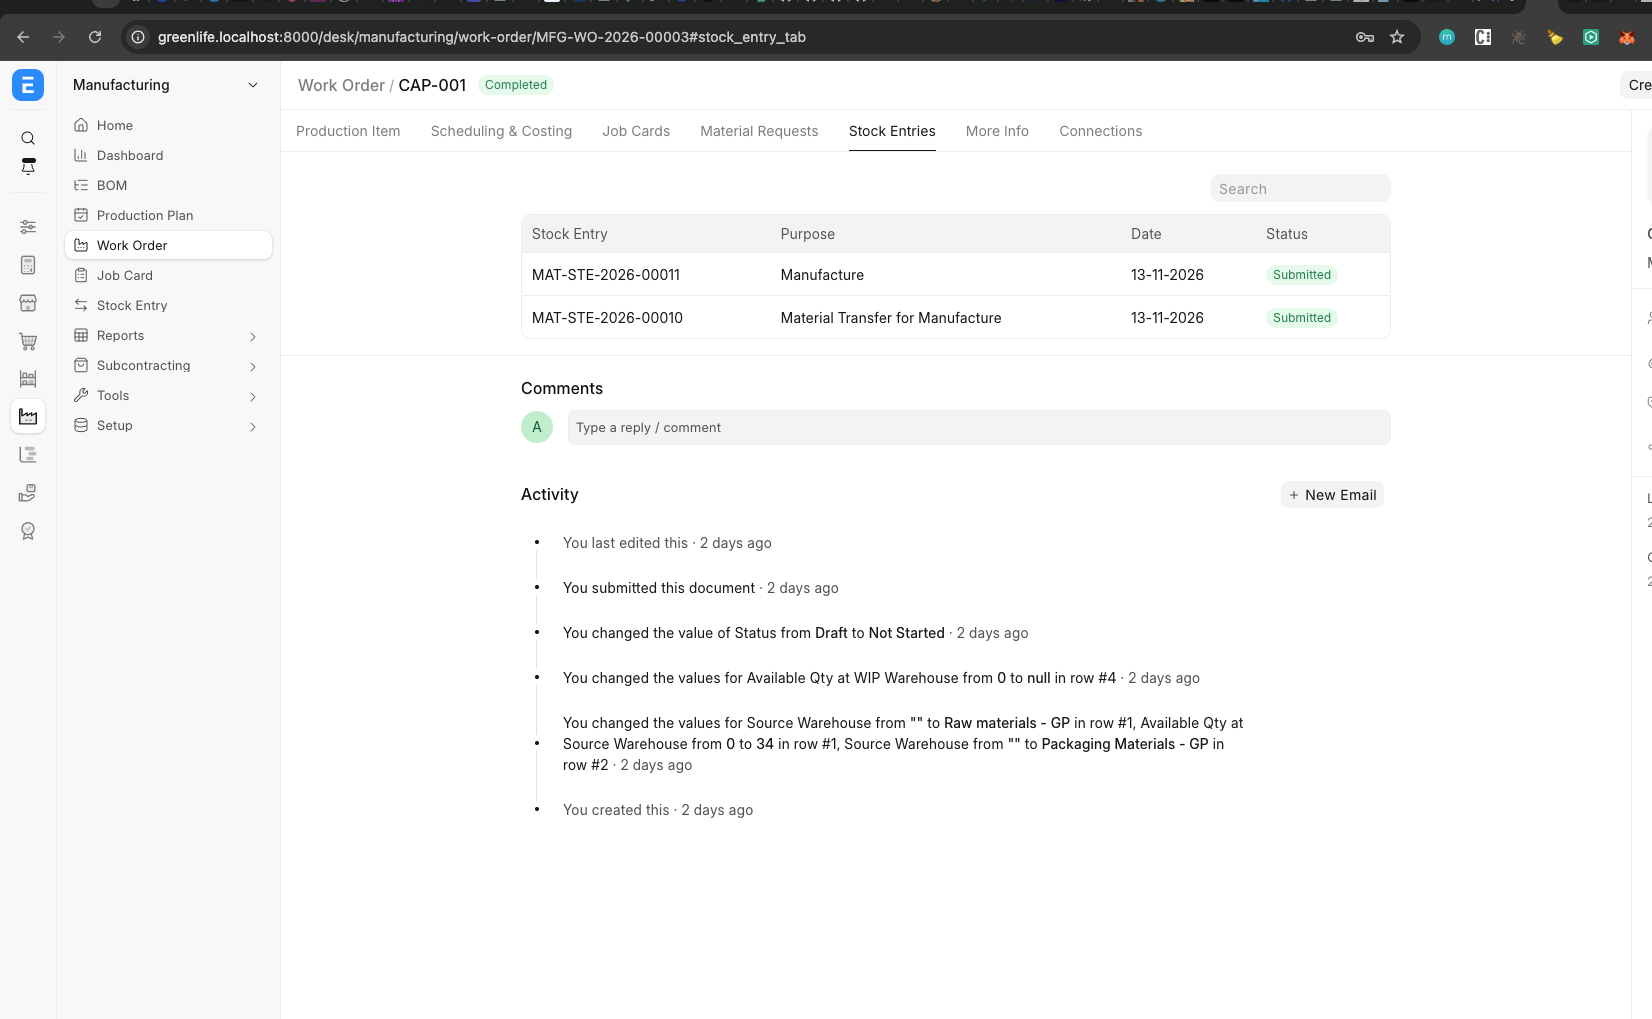 greenlife.localhost:8000/desk/manufacturing/work-order/MFG-WO-2026-00003#stock_entry_tab
Manufacturing
Home
Dashboard
BOM
Production Plan
Work Order
Job Card
Stock Entry
Reports
Subcontracting
Tools
Setup
Work Order / CAP-001 Completed
Cre
Production Item Scheduling & Costing Job Cards Material Requests Stock Entries More Info Connections
Search
Stock Entry Purpose Date Status
MAT-STE-2026-00011 Manufacture 13-11-2026 Submitted
MAT-STE-2026-00010 Material Transfer for Manufacture 13-11-2026 Submitted
Comments
A Type a reply / comment
Activity
+ New Email
You last edited this · 2 days ago
You submitted this document · 2 days ago
You changed the value of Status from Draft to Not Started · 2 days ago
You changed the values for Available Qty at WIP Warehouse from 0 to null in row #4 · 2 days ago
You changed the values for Source Warehouse from "" to Raw materials - GP in row #1, Available Qty at
Source Warehouse from 0 to 34 in row #1, Source Warehouse from "" to Packaging Materials - GP in
row #2 · 2 days ago
You created this · 2 days ago